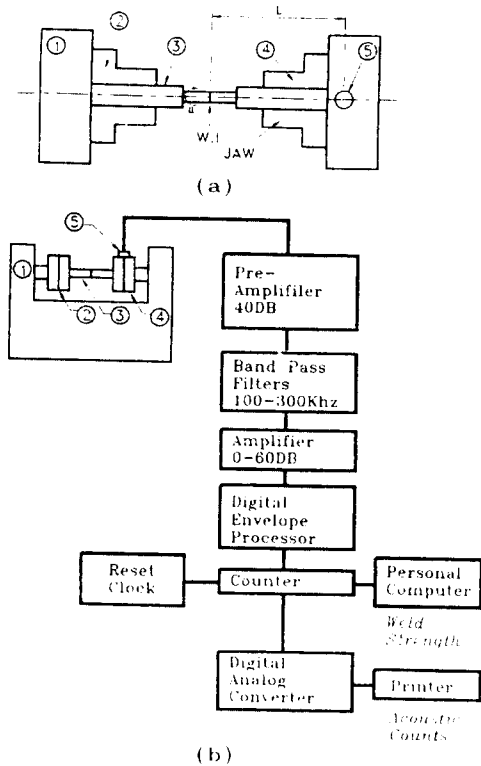 L
① ② ③ ④ ⑤
d
W.I
JAW
(a)
⑤
①
② ③ ④
Pre-
Amplifiler
40DB
Band Pass
Filters
100-300Khz
Amplifier
0-60DB
Digital
Envelope
Processor
Reset
Clock
Counter
Personal
Computer
Weld
Strength
Digital
Analog
Converter
Printer
Acoustic
Counts
(b)